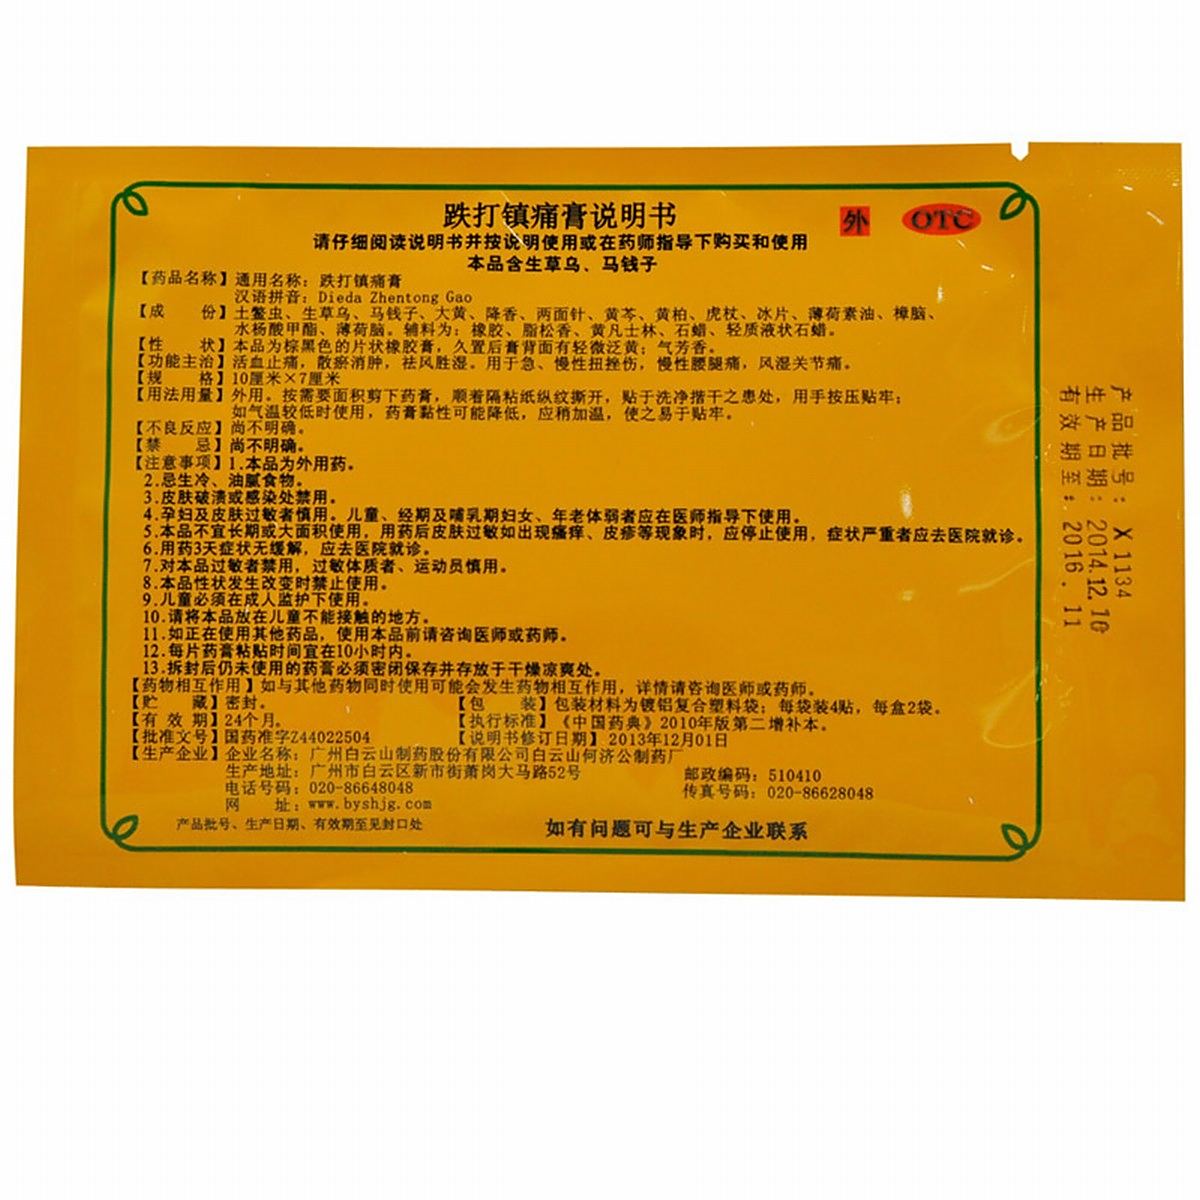 跌打镇痛膏说明书
外
OTC
请仔细阅读说明书并按说明使用或在药师指导下购买和使用
本品含生草乌、马钱子
【药品名称】通用名称：跌打镇痛膏
汉语拼音：Dieda Zhentong Gao
【成　　份】土鳖虫、生草乌、马钱子、大黄、降香、两面针、黄芩、黄柏、虎杖、冰片、薄荷素油、樟脑、
水杨酸甲酯、薄荷脑。辅料为：橡胶、脂松香、黄凡士林、石蜡、轻质液状石蜡。
【性　　状】本品为棕黑色的片状橡胶膏，久置后膏背面有轻微泛黄；气芳香。
【功能主治】活血止痛，散瘀消肿，祛风胜湿。用于急、慢性扭挫伤，慢性腰腿痛，风湿关节痛。
【规　　格】10厘米×7厘米
【用法用量】外用。按需要面积剪下药膏，顺着隔粘纸纵纹撕开，贴于洗净揩干之患处，用手按压贴牢；
如气温较低时使用，药膏黏性可能降低，应稍加温，使之易于贴牢。
【不良反应】尚不明确。
【禁　　忌】尚不明确。
【注意事项】1.本品为外用药。
2.忌生冷、油腻食物。
3.皮肤破溃或感染处禁用。
4.孕妇及皮肤过敏者慎用。儿童、经期及哺乳期妇女、年老体弱者应在医师指导下使用。
5.本品不宜长期或大面积使用，用药后皮肤过敏如出现瘙痒、皮疹等现象时，应停止使用，症状严重者应去医院就诊。
6.用药3天症状无缓解，应去医院就诊。
7.对本品过敏者禁用，过敏体质者、运动员慎用。
8.本品性状发生改变时禁止使用。
9.儿童必须在成人监护下使用。
10.请将本品放在儿童不能接触的地方。
11.如正在使用其他药品，使用本品前请咨询医师或药师。
12.每片药膏粘贴时间宜在10小时内。
13.拆封后仍未使用的药膏必须密闭保存并存放于干燥凉爽处。
【药物相互作用】如与其他药物同时使用可能会发生药物相互作用，详情请咨询医师或药师。
【贮　　藏】密封。　【包　　装】包装材料为镀铝复合塑料袋；每袋装4贴，每盒2袋。
【有 效 期】24个月。　【执行标准】《中国药典》2010年版第二增补本。
【批准文号】国药准字Z44022504　【说明书修订日期】2013年12月01日
【生产企业】企业名称：广州白云山制药股份有限公司白云山何济公制药厂
生产地址：广州市白云区新市街萧岗大马路52号　邮政编码：510410
电话号码：020-86648048　传真号码：020-86628048
网　　址：www.byshjg.com
产品批号、生产日期、有效期至见封口处　如有问题可与生产企业联系
产品批号：X1134
生产日期：2014.12.10
有效期至：2016.11